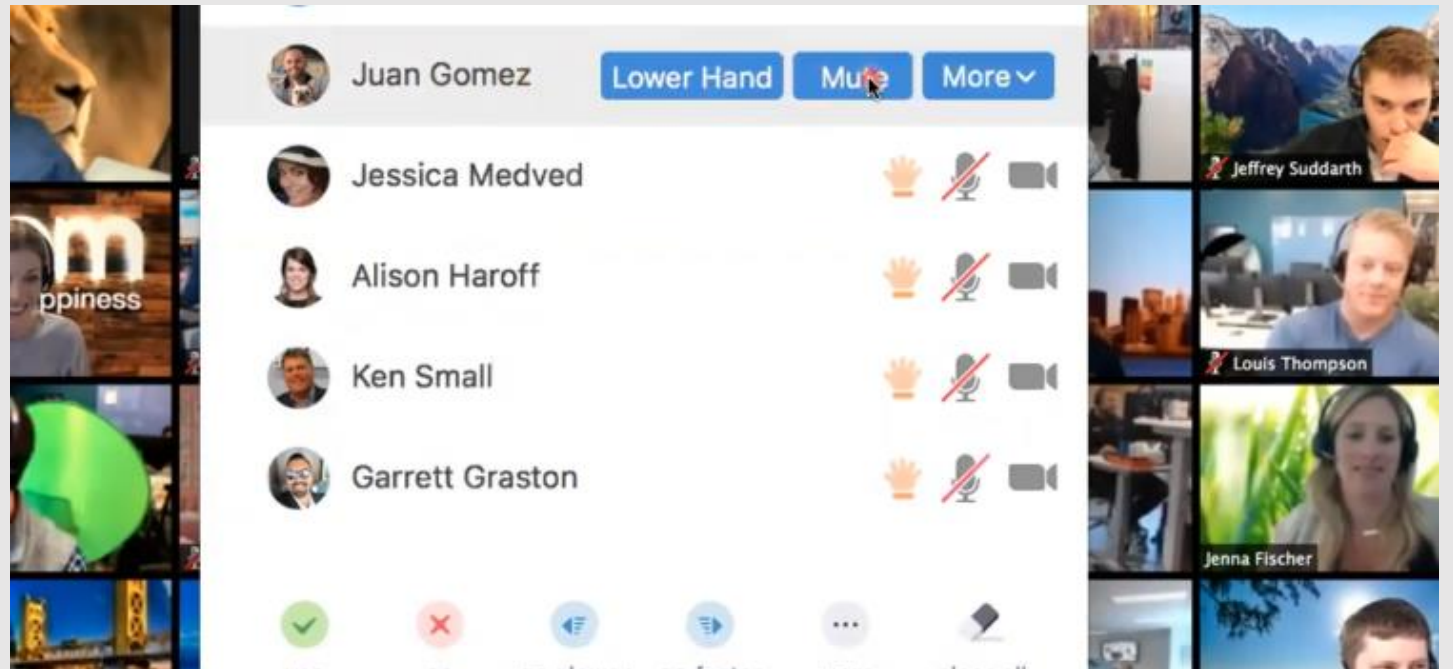 Juan Gomez
Lower Hand
Mute
More
Jessica Medved
Alison Haroff
Ken Small
Garrett Graston
Jeffrey Suddarth
Louis Thompson
Jenna Fischer
om
ppiness